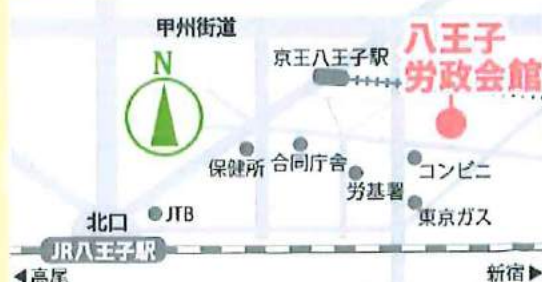 甲州街道
N
京王八王子駅
八王子
労政会館
保健所
合同庁舎
労基署
コンビニ
東京ガス
JTB
北口
JR八王子駅
◀高尾
新宿▶